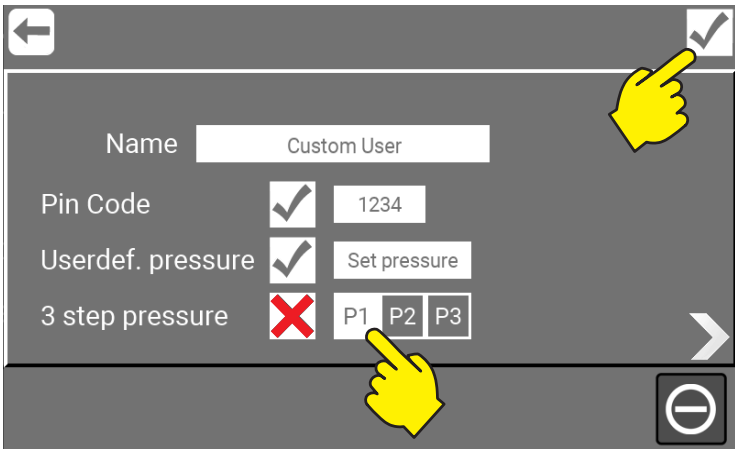 Name Custom User
Pin Code 1234
Userdef. pressure Set pressure
3 step pressure P1 P2 P3